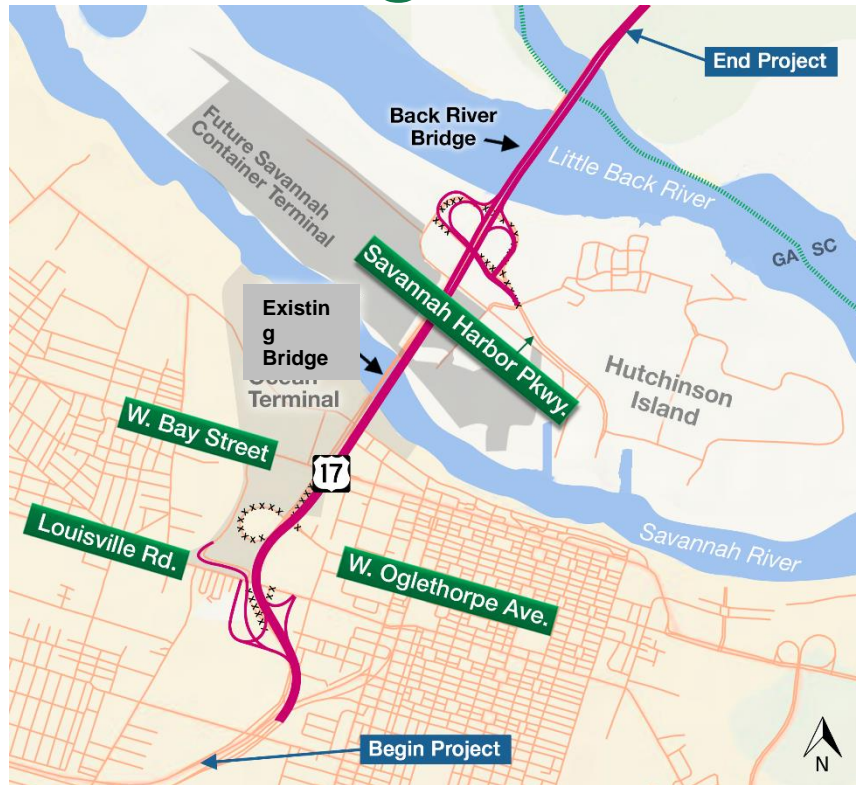 End Project
Back River
Bridge
Little Back River
Future Savannah
Container Terminal
GA SC
Savannah Harbor Pkwy.
Existin
g
Bridge
Ocean
Terminal
Hutchinson
Island
W. Bay Street
17
Louisville Rd.
W. Oglethorpe Ave.
Savannah River
Begin Project
N